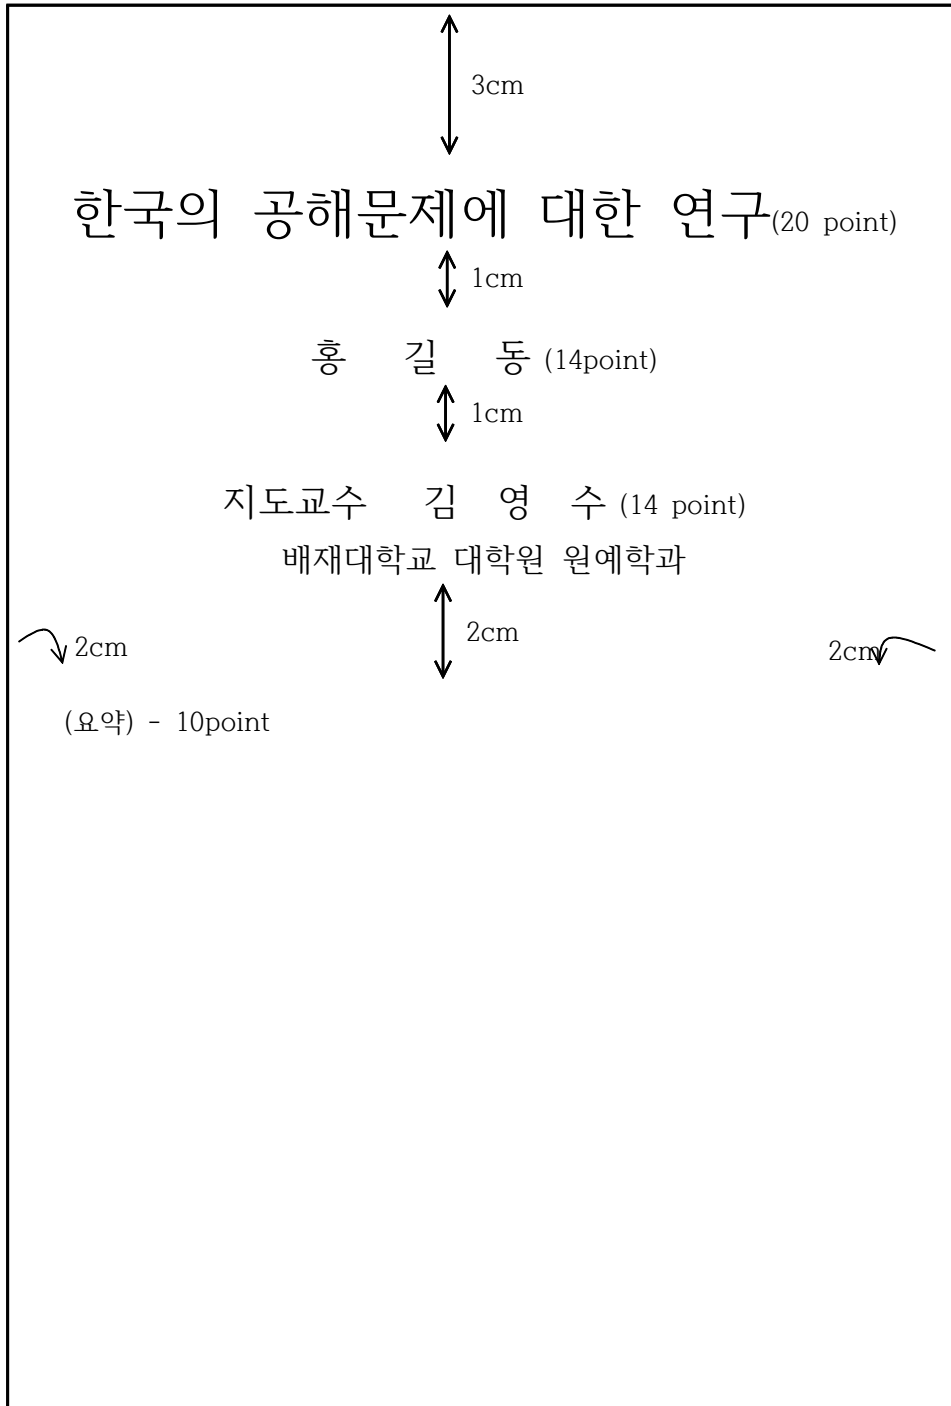 3cm
한국의 공해문제에 대한 연구(20 point)
1cm
홍 길 동 (14point)
1cm
지도교수 김 영 수 (14 point)
배재대학교 대학원 원예학과
2cm 2cm 2cm
(요약) - 10point